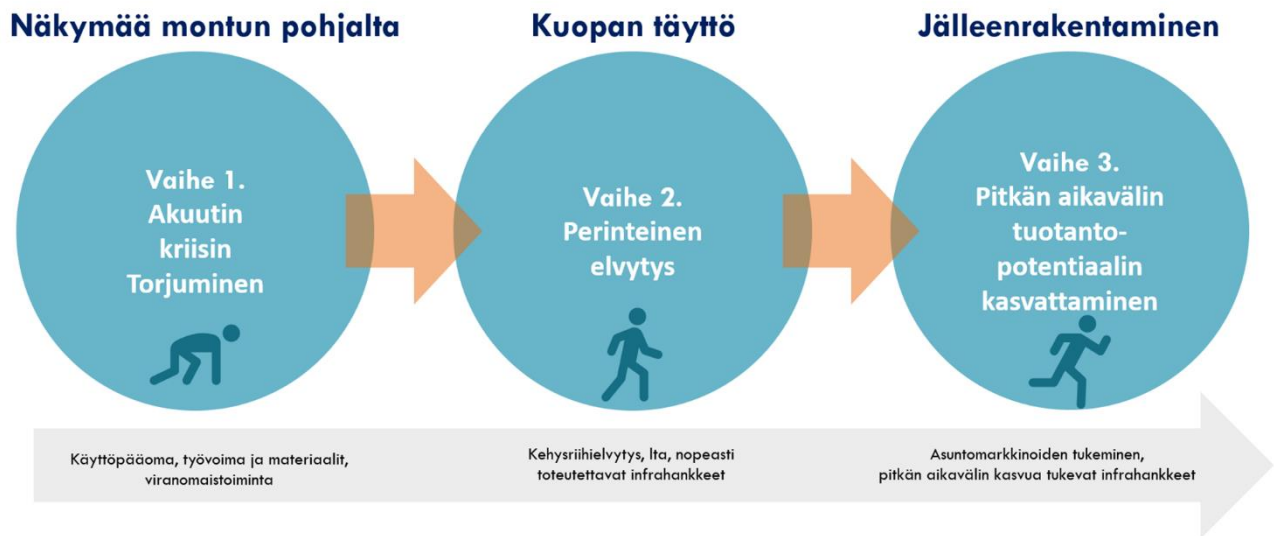 Näkymää montun pohjalta
Kuopan täyttö
Jälleenrakentaminen
Vaihe 1.
Akuutin
kriisin
Torjuminen
Vaihe 2.
Perinteinen
elvytys
Vaihe 3.
Pitkän aikavälin
tuotanto-
potentiaalin
kasvattaminen
Käyttöpääoma, työvoima ja materiaalit,
viranomaistoiminta
Kehysriihielvytys, lta, nopeasti
toteutettavat infrahankkeet
Asuntomarkkinoiden tukeminen,
pitkän aikavälin kasvua tukevat infrahankkeet